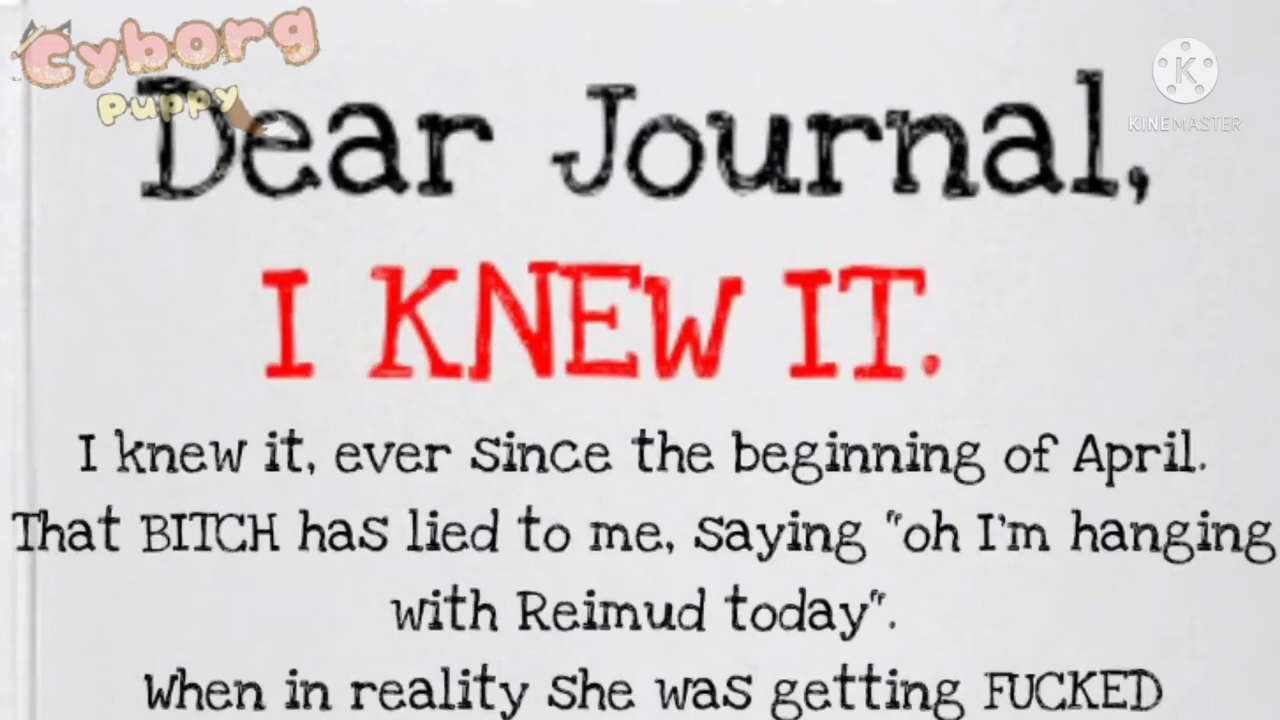 Cyborg
Puppy
K
KINEMASTER
Dear Journal,
I KNEW IT.
I knew it, ever since the beginning of April.
That BITCH has lied to me, saying "oh I'm hanging
with Reimud today".
when in reality she was getting FUCKED